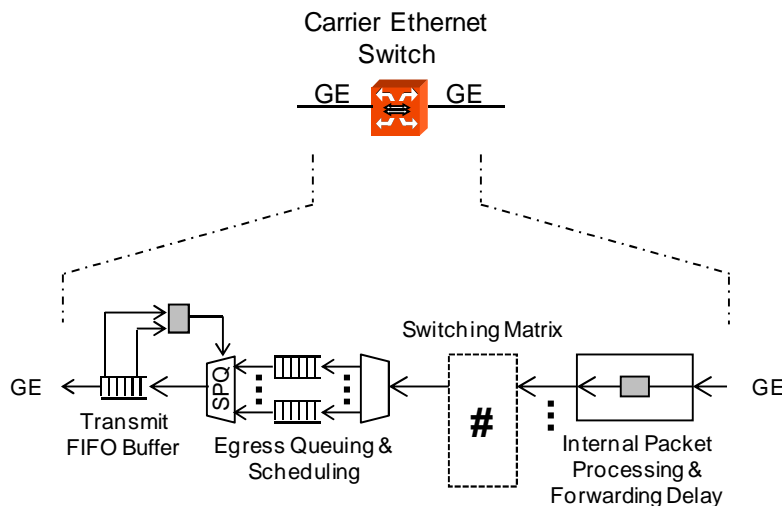 Carrier Ethernet
Switch
GE
GE
Switching Matrix
GE
SPQ
#
GE
Transmit
FIFO Buffer
Egress Queuing &
Scheduling
Internal Packet
Processing &
Forwarding Delay